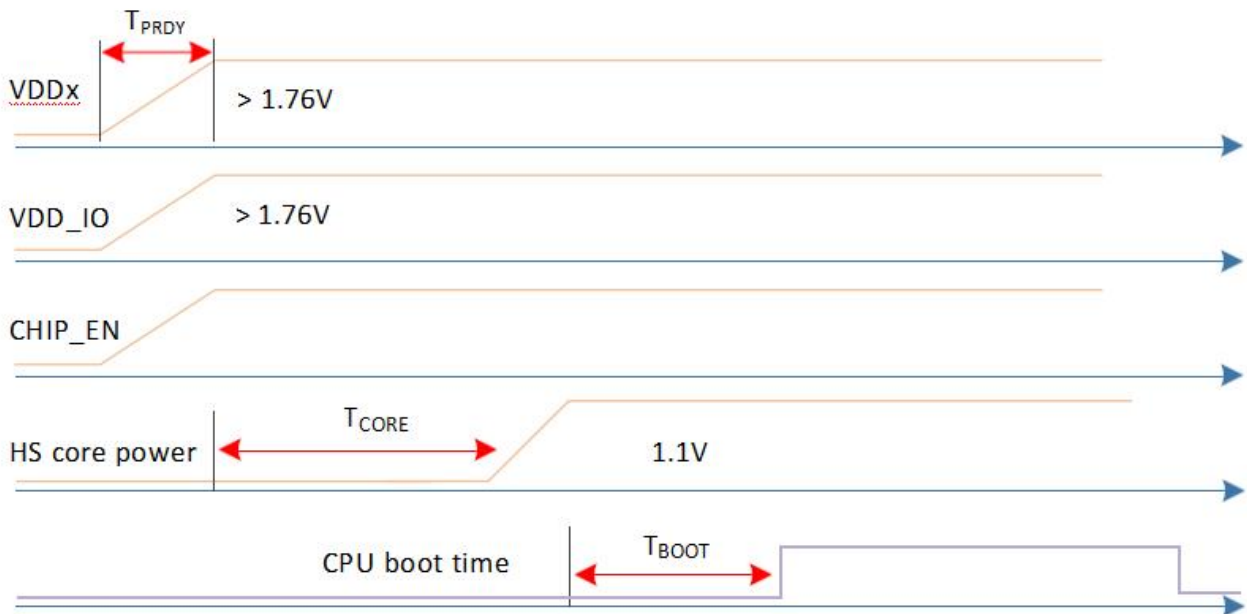 TPRDY
VDDx
> 1.76V
VDD_IO
> 1.76V
CHIP_EN
TCORE
HS core power
1.1V
CPU boot time
TBOOT